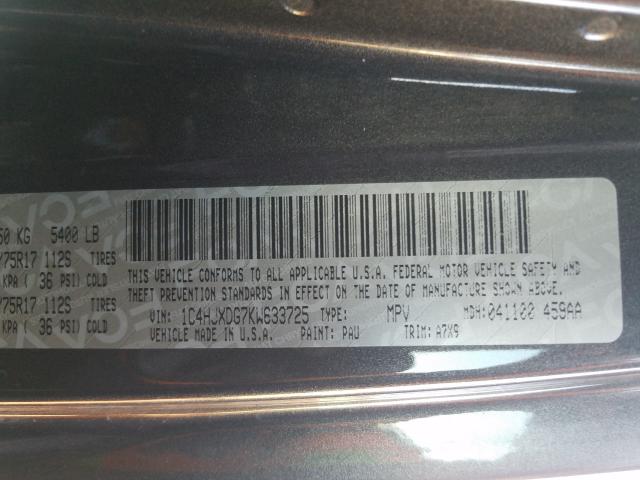 50 KG 5400 LB
75R17 112S TIRES
KPA ( 36 PSI) COLD
75R17 112S TIRES
KPA ( 36 PSI) COLD
THIS VEHICLE CONFORMS TO ALL APPLICABLE U.S.A. FEDERAL MOTOR VEHICLE SAFETY AND
THEFT PREVENTION STANDARDS IN EFFECT ON THE DATE OF MANUFACTURE SHOWN ABOVE.
VIN: 1C4HJXDG7KW633725 TYPE: MPV MDH: 041100 459AA
VEHICLE MADE IN U.S.A. PAINT: PAU TRIM: A7X9